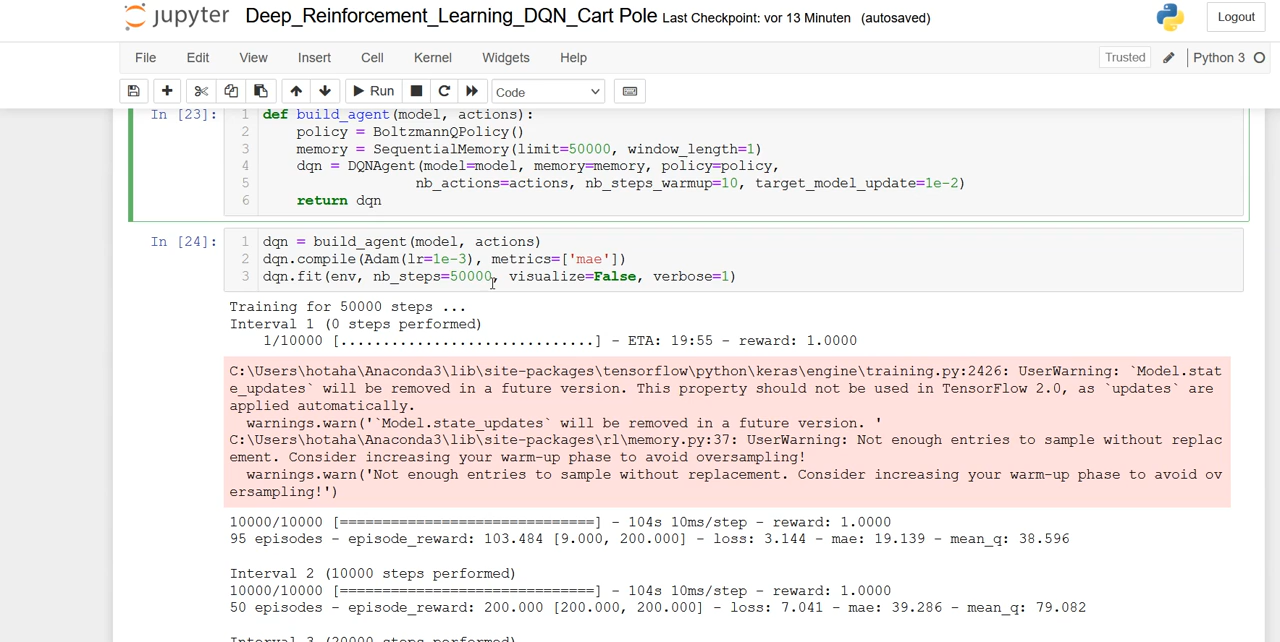 jupyter Deep_Reinforcement_Learning_DQN_Cart Pole Last Checkpoint: vor 13 Minuten (autosaved) Logout
File Edit View Insert Cell Kernel Widgets Help Trusted Python 3
Run Code
In [23]: 1 def build_agent(model, actions):
2 policy = BoltzmannQPolicy()
3 memory = SequentialMemory(limit=50000, window_length=1)
4 dqn = DQNAgent(model=model, memory=memory, policy=policy,
5 nb_actions=actions, nb_steps_warmup=10, target_model_update=1e-2)
6 return dqn
In [24]: 1 dqn = build_agent(model, actions)
2 dqn.compile(Adam(lr=1e-3), metrics=['mae'])
3 dqn.fit(env, nb_steps=50000, visualize=False, verbose=1)
Training for 50000 steps ...
Interval 1 (0 steps performed)
1/10000 [..............................] - ETA: 19:55 - reward: 1.0000
C:\Users\hotaha\Anaconda3\lib\site-packages\tensorflow\python\keras\engine\training.py:2426: UserWarning: `Model.stat
e_updates` will be removed in a future version. This property should not be used in TensorFlow 2.0, as `updates` are
applied automatically.
warnings.warn('`Model.state_updates` will be removed in a future version. '
C:\Users\hotaha\Anaconda3\lib\site-packages\rl\memory.py:37: UserWarning: Not enough entries to sample without replac
ement. Consider increasing your warm-up phase to avoid oversampling!
warnings.warn('Not enough entries to sample without replacement. Consider increasing your warm-up phase to avoid ov
ersampling!')
10000/10000 [==============================] - 104s 10ms/step - reward: 1.0000
95 episodes - episode_reward: 103.484 [9.000, 200.000] - loss: 3.144 - mae: 19.139 - mean_q: 38.596
Interval 2 (10000 steps performed)
10000/10000 [==============================] - 104s 10ms/step - reward: 1.0000
50 episodes - episode_reward: 200.000 [200.000, 200.000] - loss: 7.041 - mae: 39.286 - mean_q: 79.082
Interval 3 (20000 steps performed)